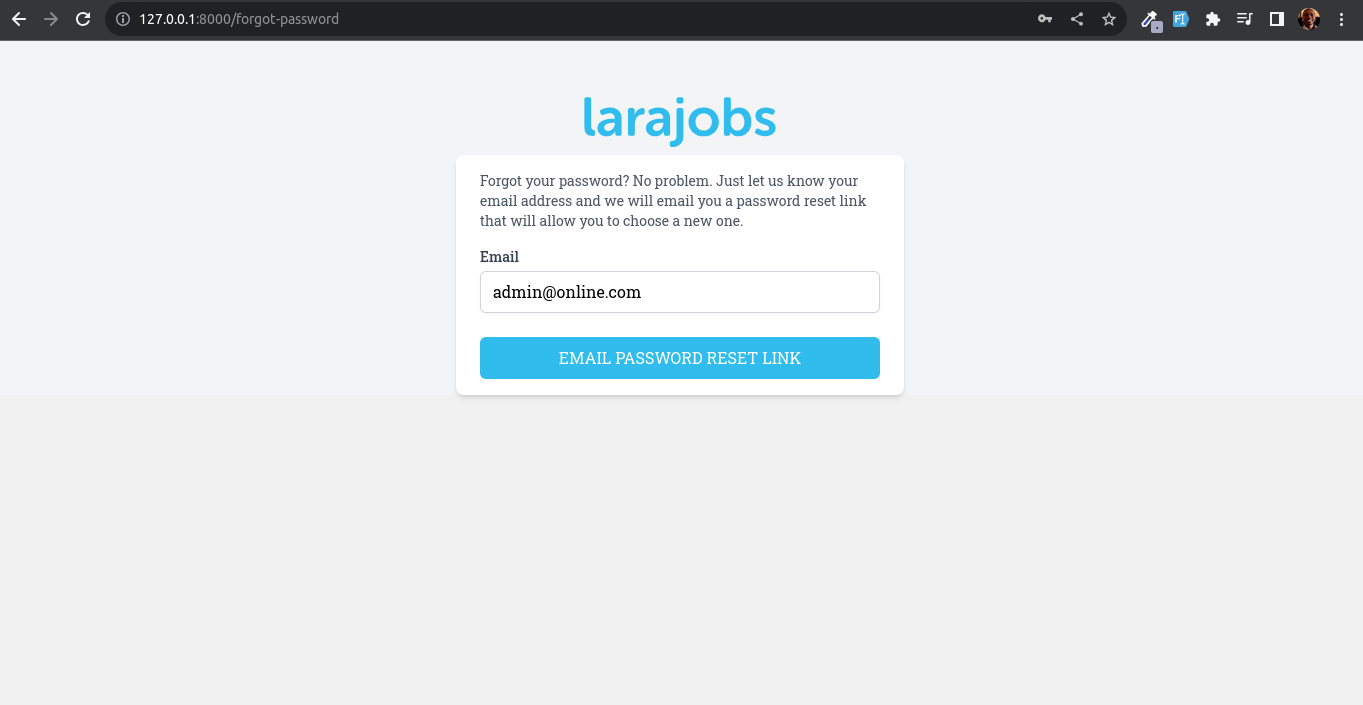 127.0.0.1:8000/forgot-password
larajobs
Forgot your password? No problem. Just let us know your
email address and we will email you a password reset link
that will allow you to choose a new one.
Email
admin@online.com
EMAIL PASSWORD RESET LINK